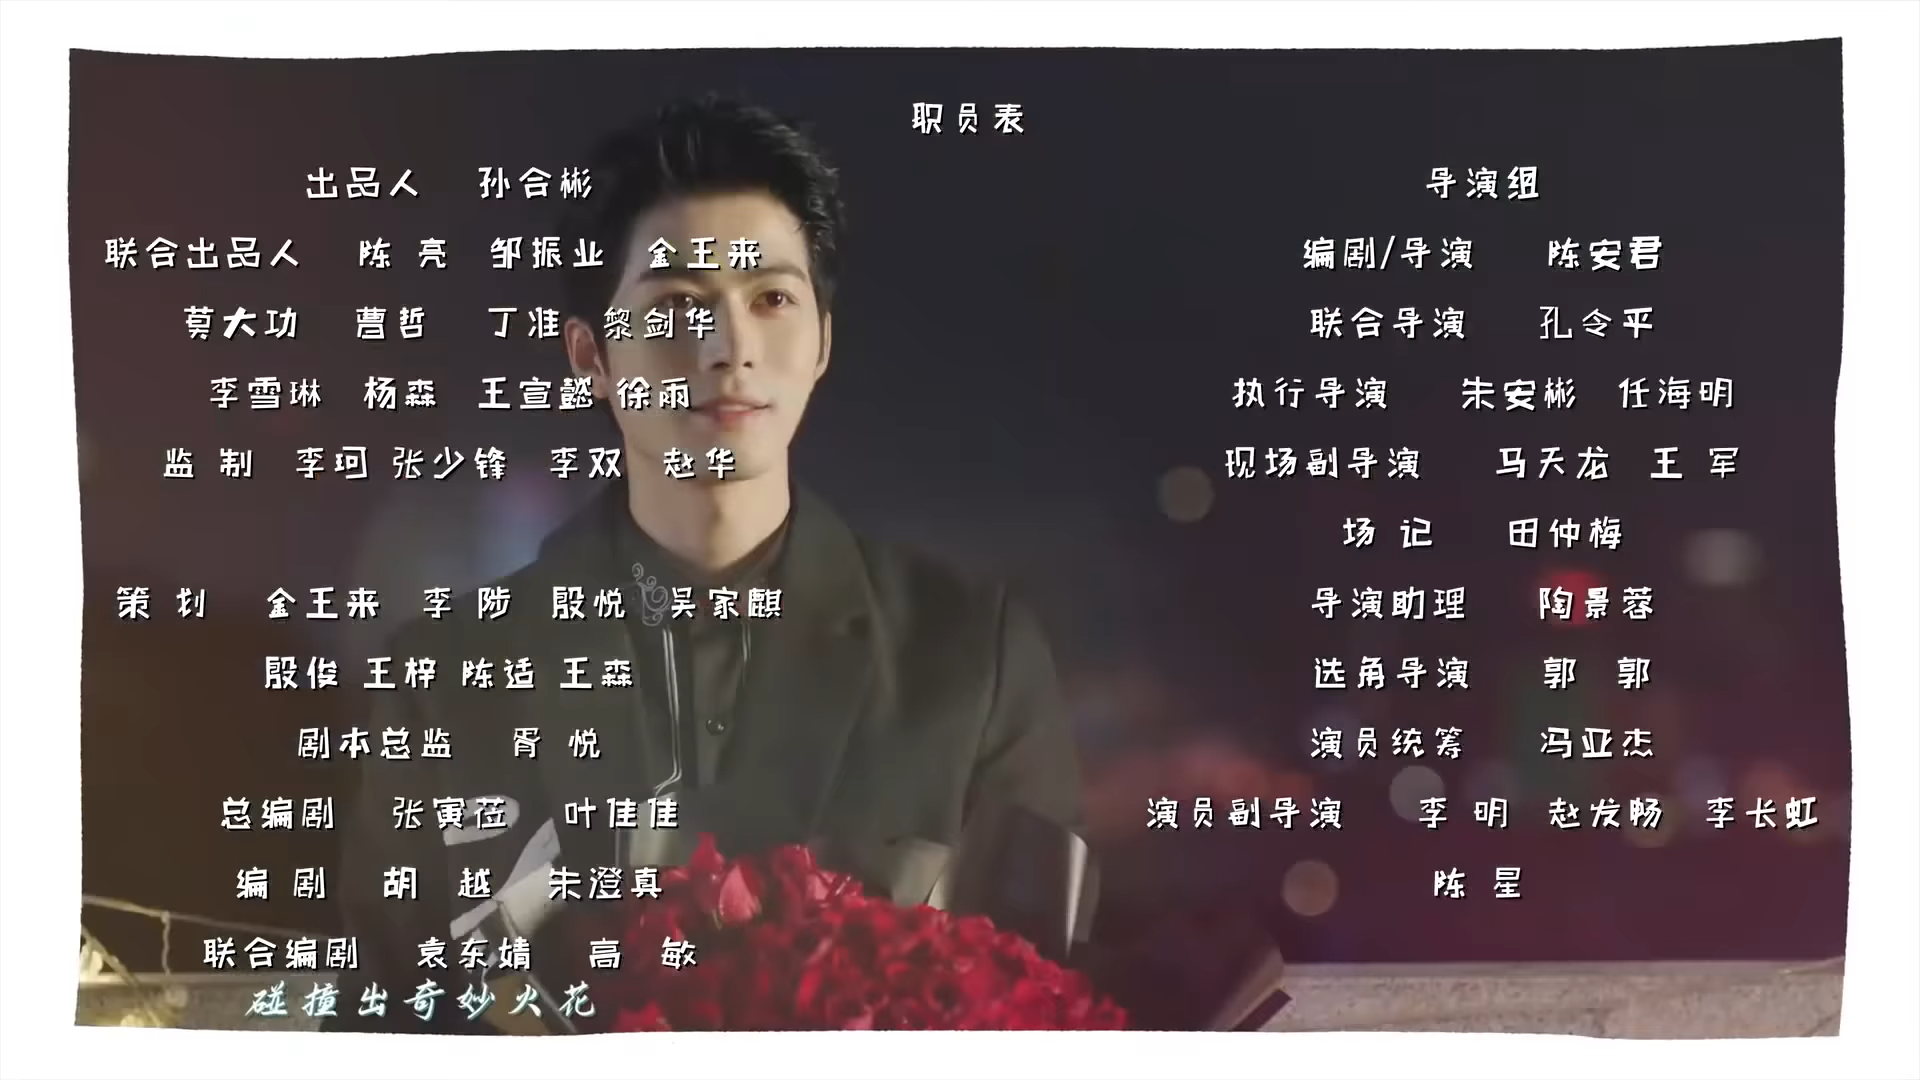 职员表
出品人 孙合彬
联合出品人 陈 亮 邹振业 金王来
莫大功 曹哲 丁准 黎剑华
李雪琳 杨森 王宣懿 徐雨
监 制 李珂 张少锋 李双 赵华
策 划 金王来 李 陟 殷悦 吴家麒
殷俊 王梓 陈适 王森
剧本总监 胥 悦
总编剧 张寅莅 叶佳佳
编 剧 胡 越 朱澄真
联合编剧 袁东婧 高 敏
导演组
编剧/导演 陈安君
联合导演 孔令平
执行导演 朱安彬 任海明
现场副导演 马天龙 王 军
场 记 田仲梅
导演助理 陶景蓉
选角导演 郭 郭
演员统筹 冯亚杰
演员副导演 李 明 赵发畅 李长虹
陈 星
碰撞出奇妙火花